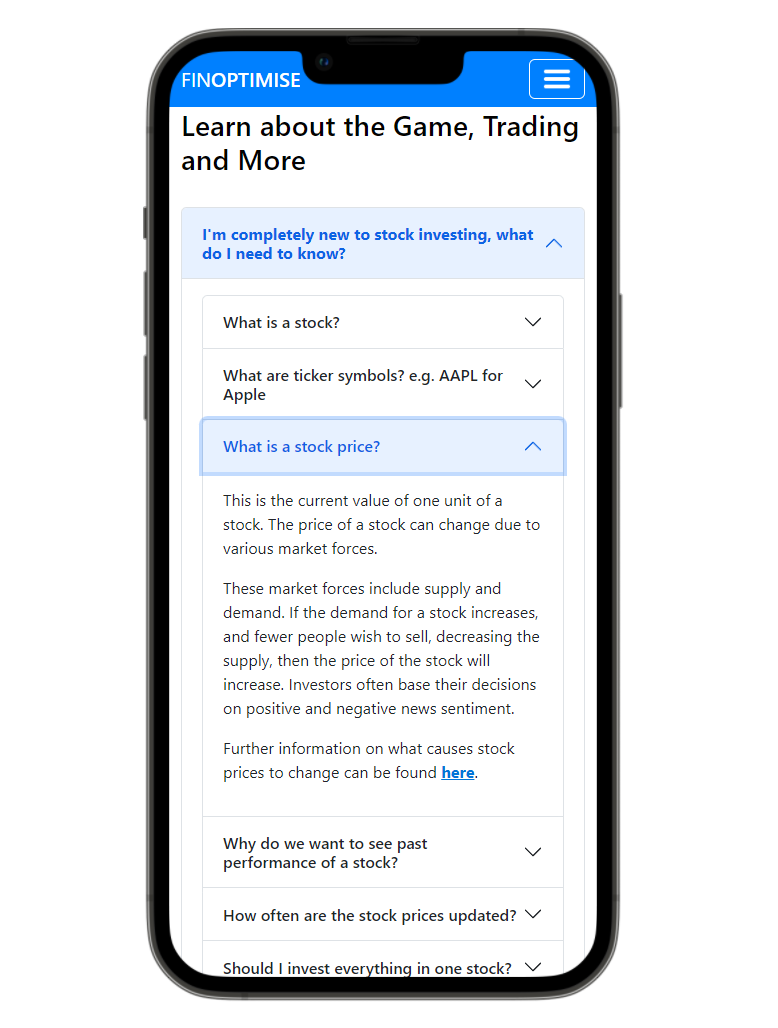 FINOPTIMISE
Learn about the Game, Trading
and More
I'm completely new to stock investing, what
do I need to know?
What is a stock?
What are ticker symbols? e.g. AAPL for
Apple
What is a stock price?
This is the current value of one unit of a
stock. The price of a stock can change due to
various market forces.
These market forces include supply and
demand. If the demand for a stock increases,
and fewer people wish to sell, decreasing the
supply, then the price of the stock will
increase. Investors often base their decisions
on positive and negative news sentiment.
Further information on what causes stock
prices to change can be found here.
Why do we want to see past
performance of a stock?
How often are the stock prices updated?
Should I invest everything in one stock?